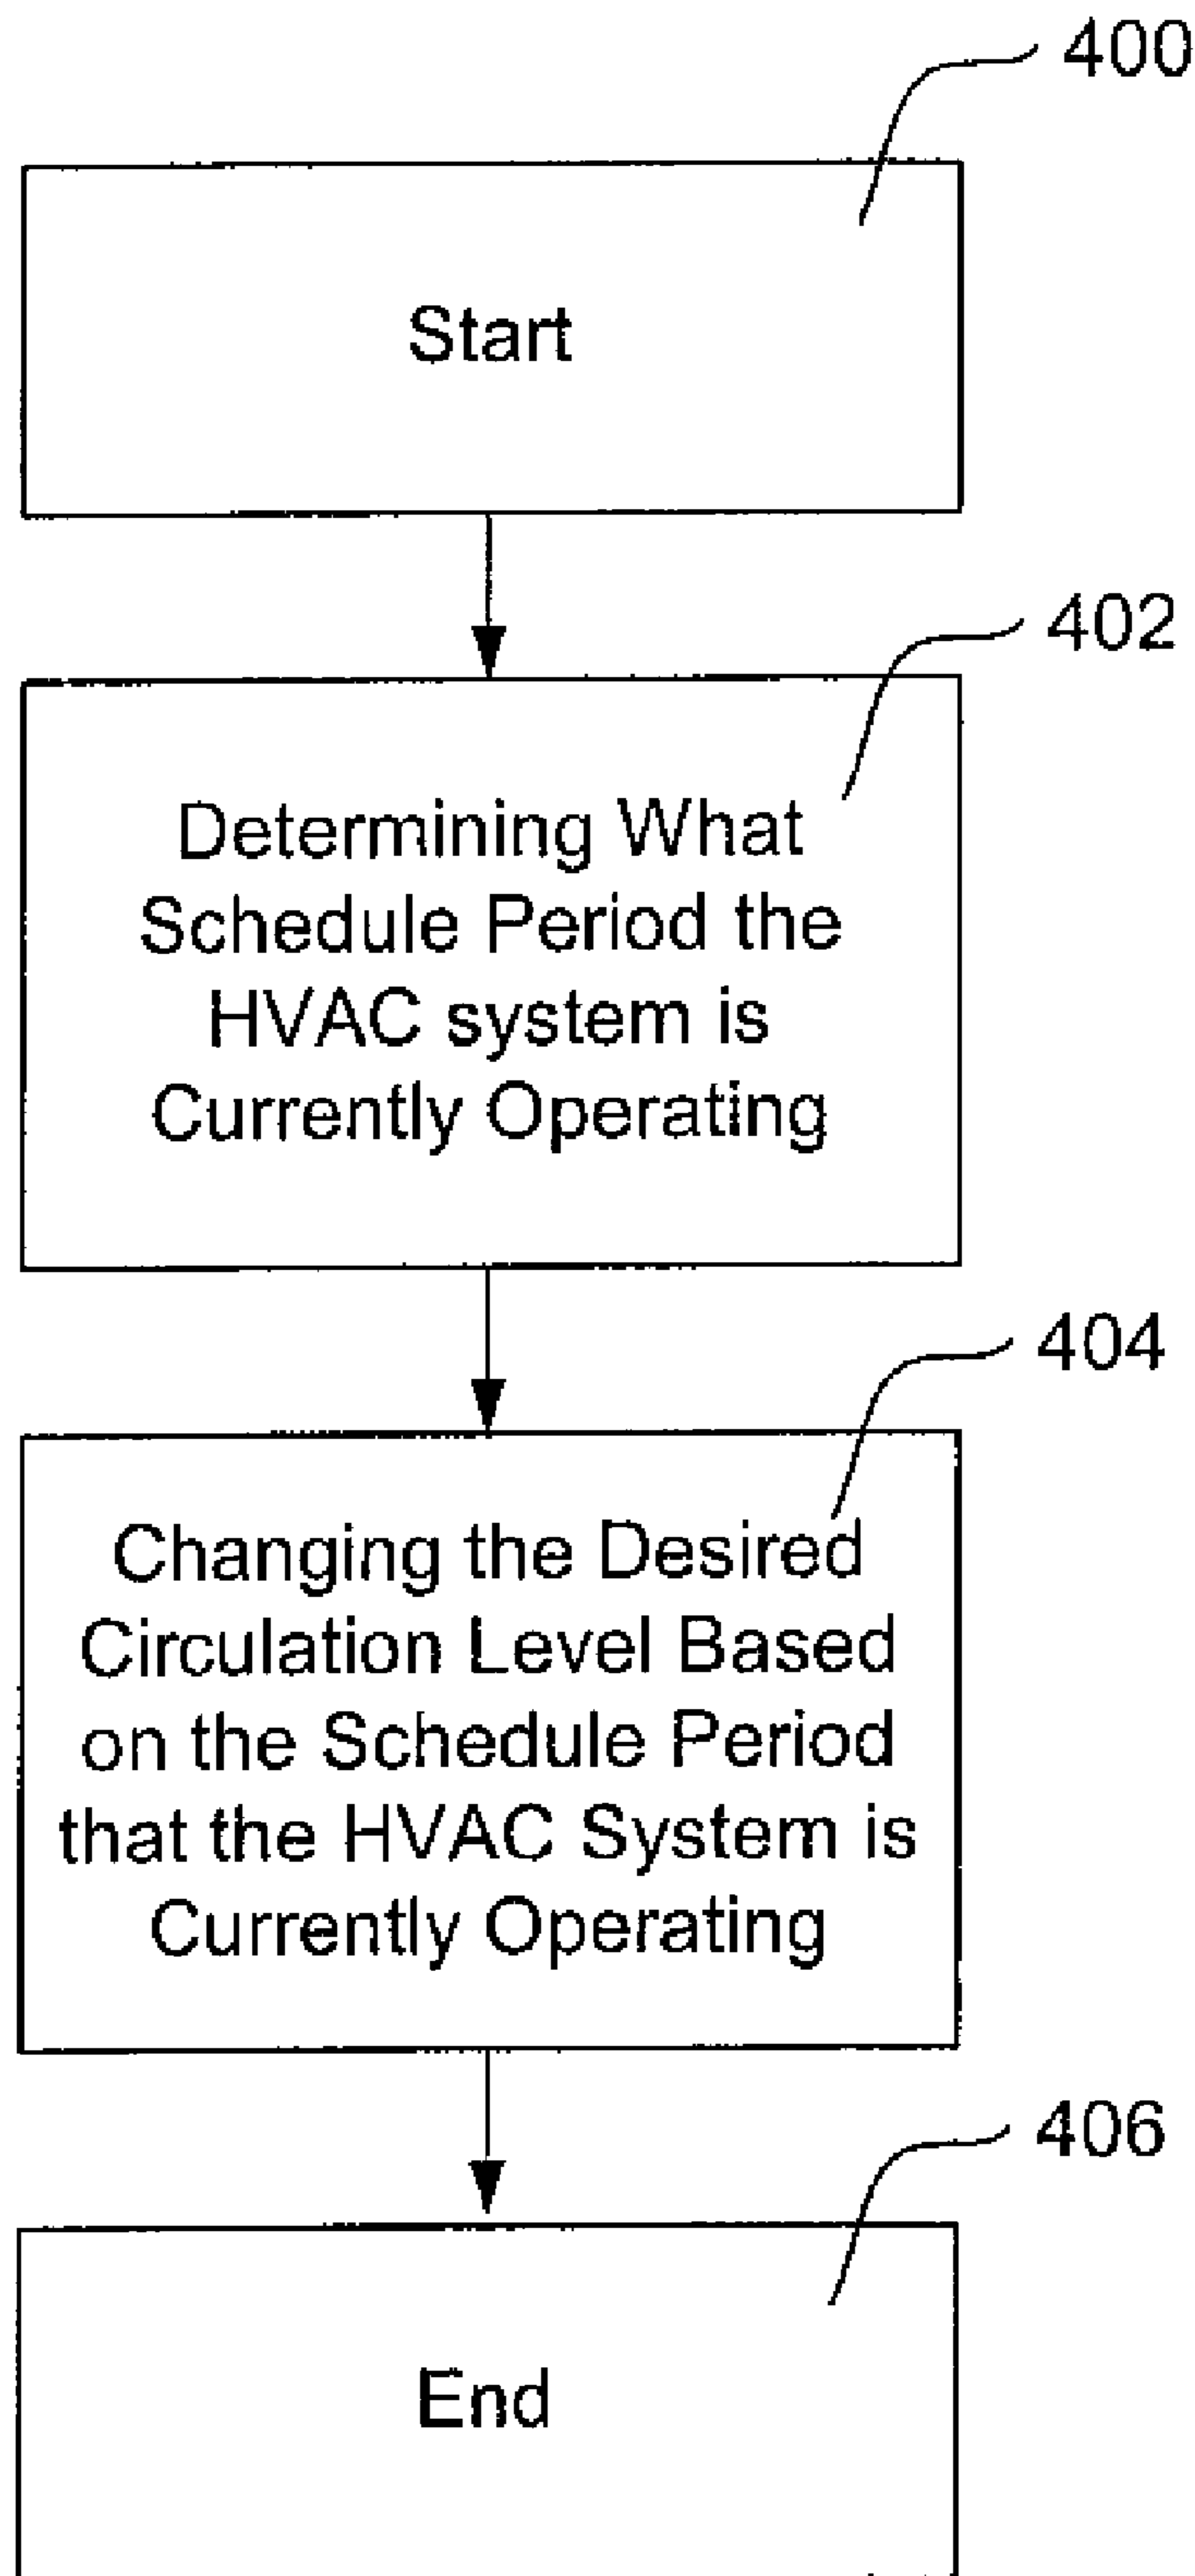 400
Start
402
Determining What
Schedule Period the
HVAC system is
Currently Operating
404
Changing the Desired
Circulation Level Based
on the Schedule Period
that the HVAC System is
Currently Operating
406
End